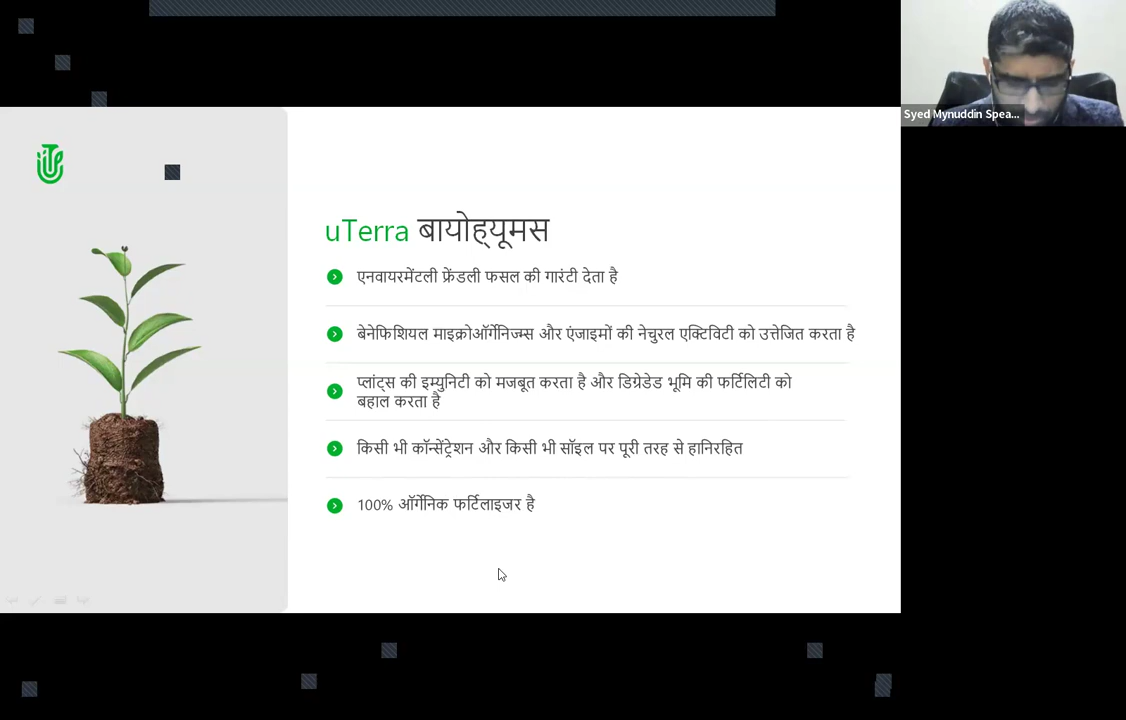 Syed Mynuddin Spea...
uTerra बायोह्यूमस
एनवायरमेंटली फ्रेंडली फसल की गारंटी देता है
बेनेफिशियल माइक्रोऑर्गेनिज्म्स और एंजाइमों की नेचुरल एक्टिविटी को उत्तेजित करता है
प्लांट्स की इम्युनिटी को मजबूत करता है और डिग्रेडेड भूमि की फर्टिलिटी को
बहाल करता है
किसी भी कॉन्सेंट्रेशन और किसी भी सॉइल पर पूरी तरह से हानिरहित
100% ऑर्गेनिक फर्टिलाइजर है